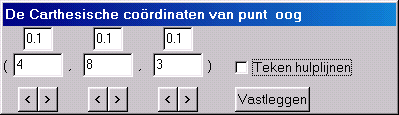 De Carthesische coördinaten van punt oog
0.1 0.1 0.1
( 4 , 8 , 3 ) Teken hulplijnen
< > < > < > Vastleggen